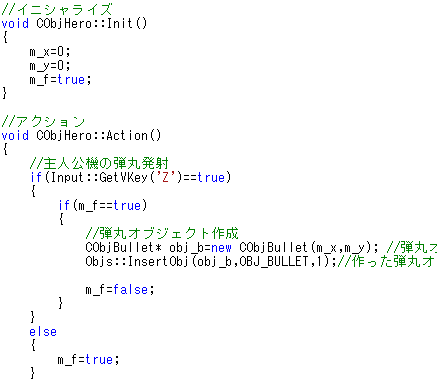 //イニシャライズ
void CObjHero::Init()
{
    m_x=0;
    m_y=0;
    m_f=true;
}

//アクション
void CObjHero::Action()
{
    //主人公機の弾丸発射
    if(Input::GetVKey('Z')==true)
    {
        if(m_f==true)
        {
            //弾丸オブジェクト作成
            CObjBullet* obj_b=new CObjBullet(m_x,m_y); //弾丸オ
            Objs::InsertObj(obj_b,OBJ_BULLET,1);//作った弾丸オ

            m_f=false;
        }
    }
    else
    {
        m_f=true;
    }
}